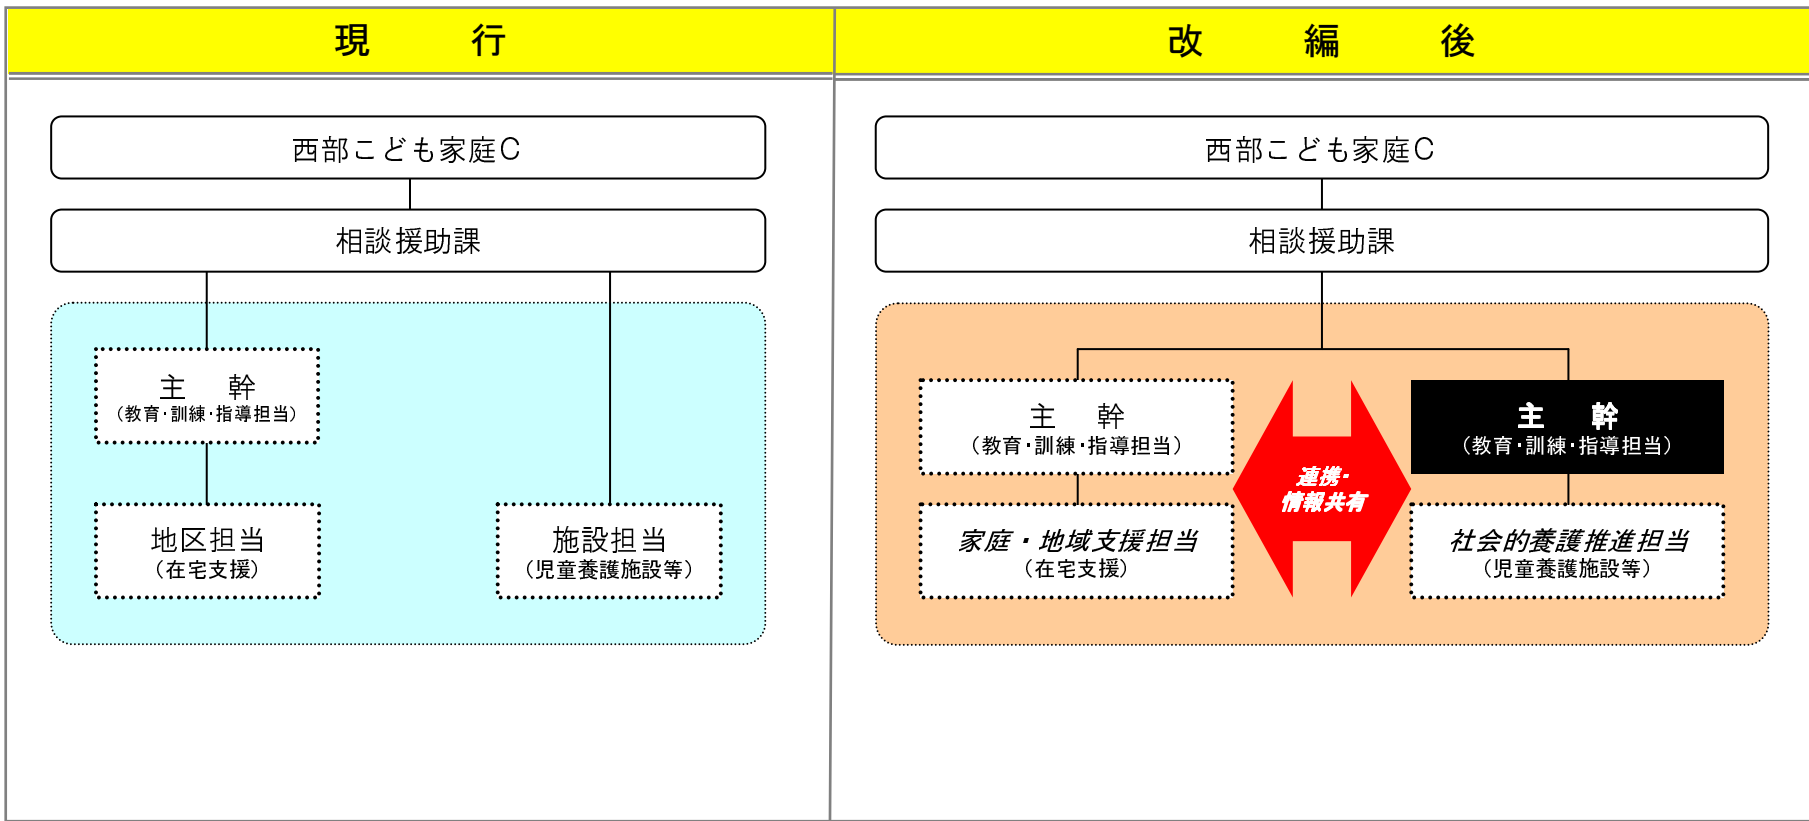 現　行
西部こども家庭C
相談援助課
主　幹
（教育・訓練・指導担当）
地区担当
（在宅支援）
施設担当
（児童養護施設等）
改　編　後
西部こども家庭C
相談援助課
主　幹
（教育・訓練・指導担当）
家庭・地域支援担当
（在宅支援）
連携・
情報共有
主　幹
（教育・訓練・指導担当）
社会的養護推進担当
（児童養護施設等）